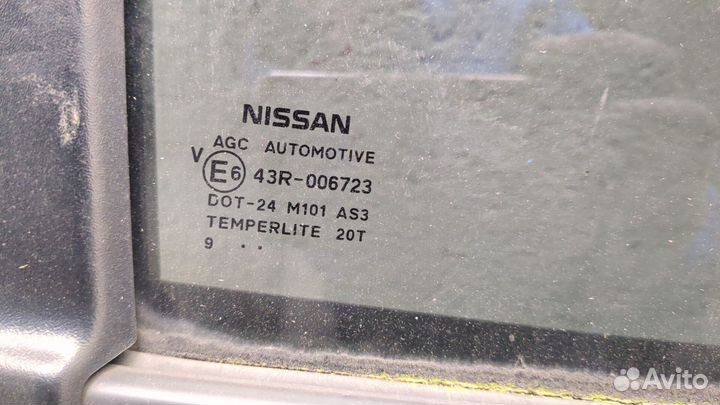 NISSAN
AGC AUTOMOTIVE
V E6 43R-006723
DOT-24 M101 AS3
TEMPERLITE 20T
9 . .
Avito